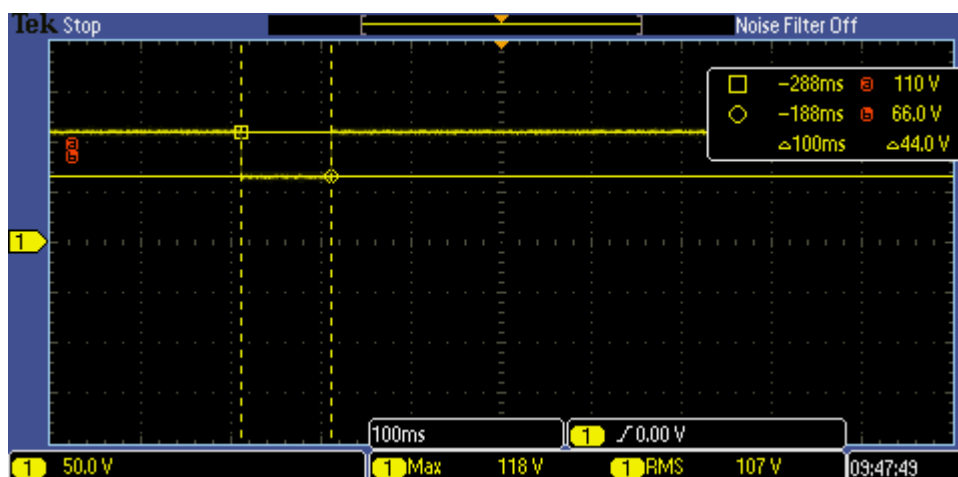 Tek Stop Noise Filter Off
−288ms a 110 V
−188ms b 66.0 V
△100ms △44.0 V
a
b
1
100ms 1 ƒ 0.00 V
1 50.0 V 1 Max 118 V 1 RMS 107 V 09:47:49